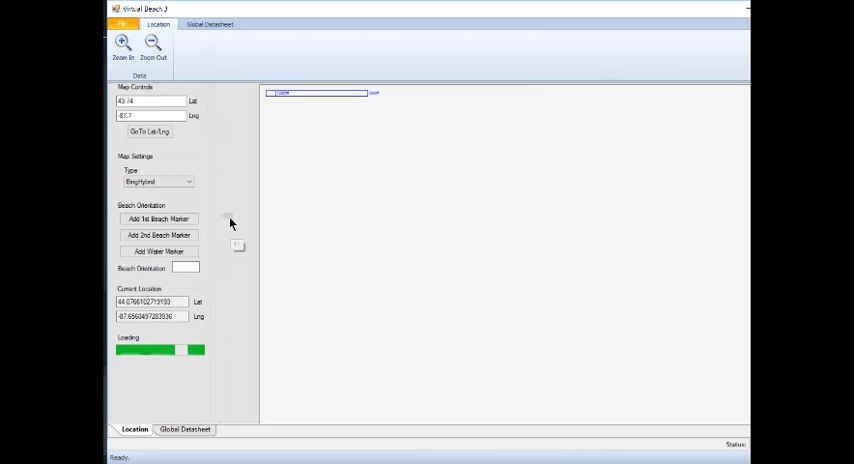 Virtual Beach 3
File
Location
Global Datasheet
Zoom In
Zoom Out
Data
Map Controls
43.74
Lat
-87.7
Lng
Go To Lat/Lng
Map Settings
Type
BingHybrid
Beach Orientation
Add 1st Beach Marker
Add 2nd Beach Marker
Add Water Marker
Beach Orientation
Current Location
44.0766102719193
Lat
-87.6560497283936
Lng
Loading
11
Location
Global Datasheet
Status:
Ready.